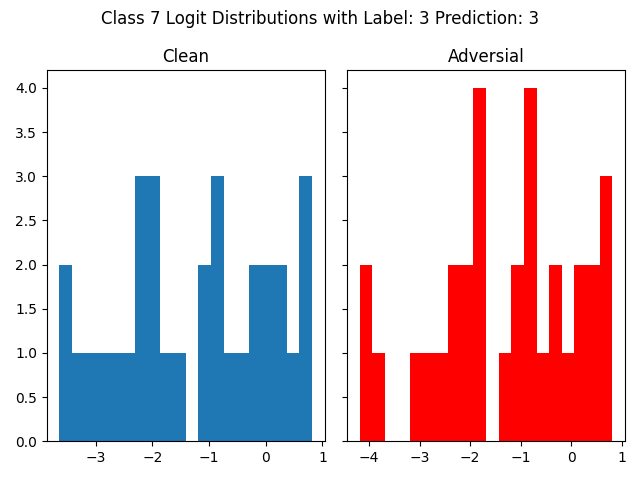 Class 7 Logit Distributions with Label: 3 Prediction: 3
Clean
Adversial
4.0
3.5
3.0
2.5
2.0
1.5
1.0
0.5
0.0
−3 −2 −1 0 1
−4 −3 −2 −1 0 1